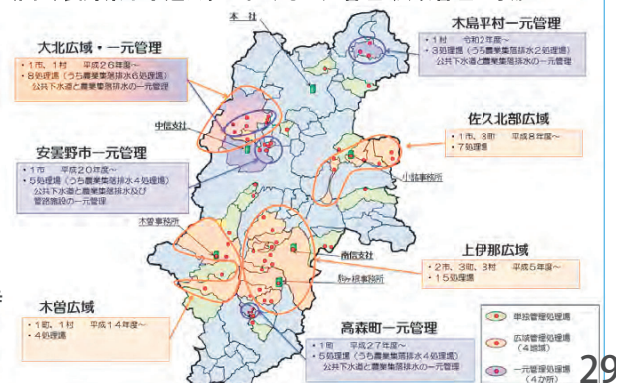 本 社
木島平村一元管理
・1村　令和2年度～
・3処理場（うち農業集落排水2処理場）
公共下水道と農業集落排水の一元管理
大北広域・一元管理
・1市、1村　平成26年度～
・8処理場（うち農業集落排水6処理場）
公共下水道と農業集落排水の一元管理
中信支社
佐久北部広域
・1市、3町　平成8年度～
・7処理場
小諸事務所
安曇野市一元管理
・1市　平成20年度～
・5処理場（うち農業集落排水4処理場）
公共下水道と農業集落排水及び
管路施設の一元管理
木曽事務所
南信支社
駒ヶ根事務所
上伊那広域
・2市、3町、3村　平成5年度～
・15処理場
木曽広域
・1町、1村　平成14年度～
・4処理場
高森町一元管理
・1町　平成27年度～
・5処理場（うち農業集落排水4処理場）
公共下水道と農業集落排水の一元管理
単独管理処理場
広域管理処理場
（4地域）
一元管理処理場
（4カ所）
29